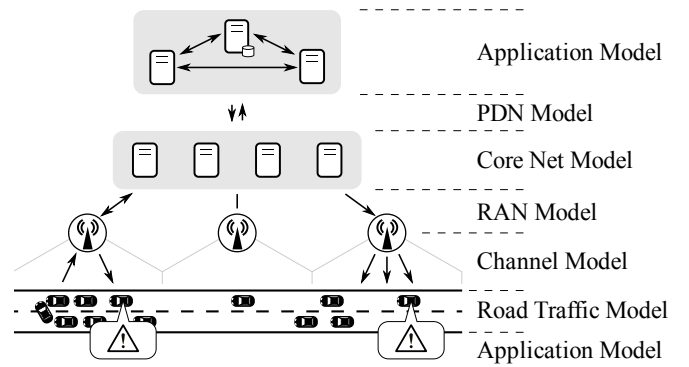 Application Model
PDN Model
Core Net Model
RAN Model
Channel Model
Road Traffic Model
Application Model